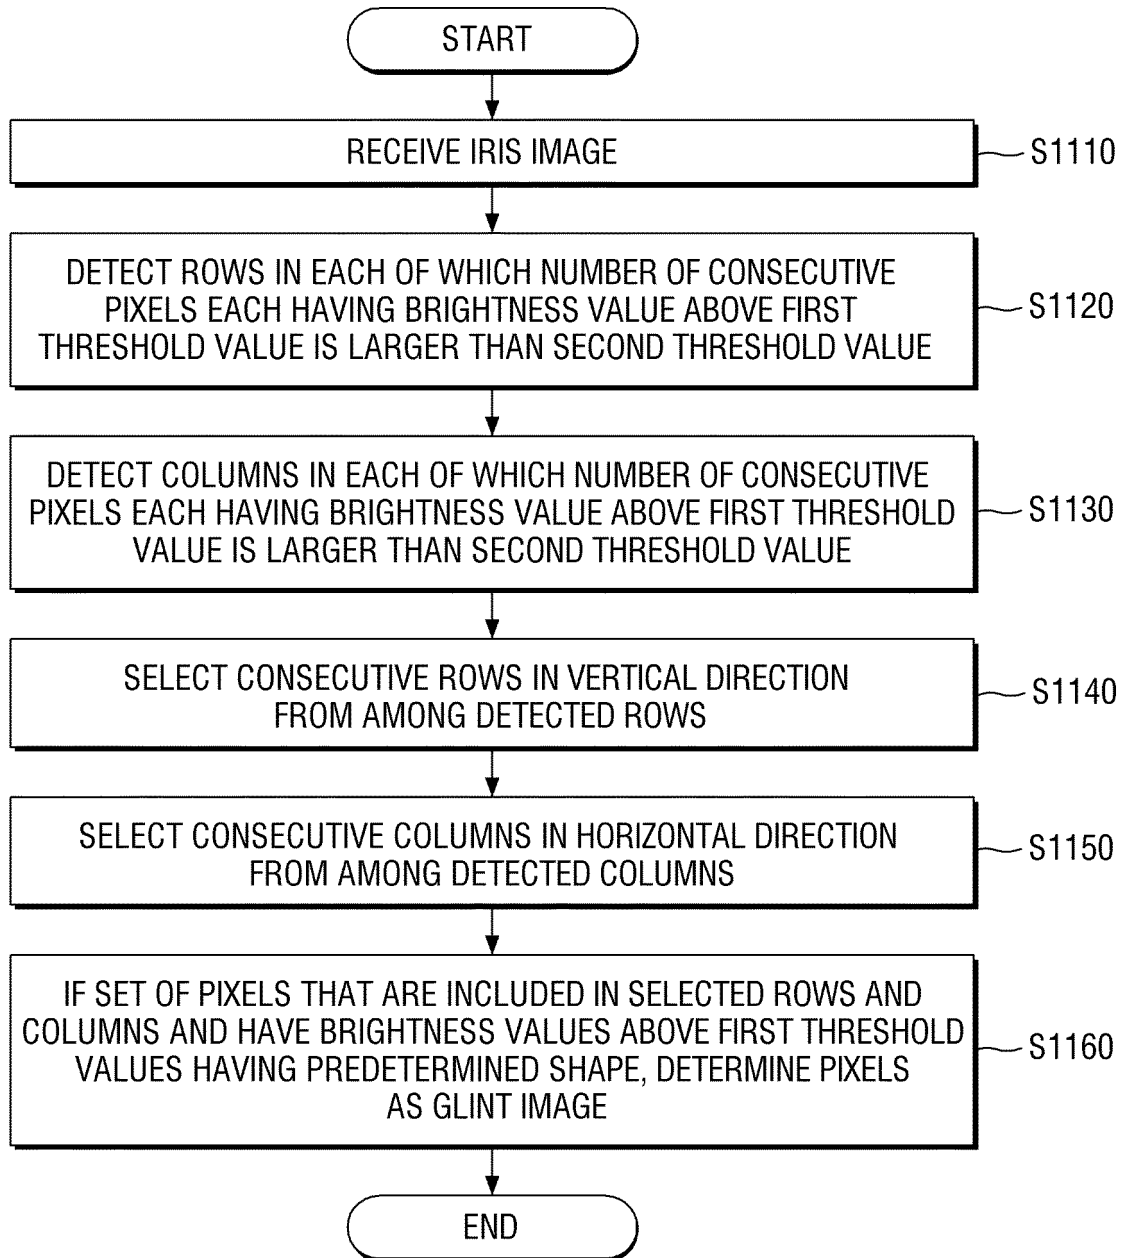 START
RECEIVE IRIS IMAGE
S1110
DETECT ROWS IN EACH OF WHICH NUMBER OF CONSECUTIVE
PIXELS EACH HAVING BRIGHTNESS VALUE ABOVE FIRST
THRESHOLD VALUE IS LARGER THAN SECOND THRESHOLD VALUE
S1120
DETECT COLUMNS IN EACH OF WHICH NUMBER OF CONSECUTIVE
PIXELS EACH HAVING BRIGHTNESS VALUE ABOVE FIRST THRESHOLD
VALUE IS LARGER THAN SECOND THRESHOLD VALUE
S1130
SELECT CONSECUTIVE ROWS IN VERTICAL DIRECTION
FROM AMONG DETECTED ROWS
S1140
SELECT CONSECUTIVE COLUMNS IN HORIZONTAL DIRECTION
FROM AMONG DETECTED COLUMNS
S1150
IF SET OF PIXELS THAT ARE INCLUDED IN SELECTED ROWS AND
COLUMNS AND HAVE BRIGHTNESS VALUES ABOVE FIRST THRESHOLD
VALUES HAVING PREDETERMINED SHAPE, DETERMINE PIXELS
AS GLINT IMAGE
S1160
END